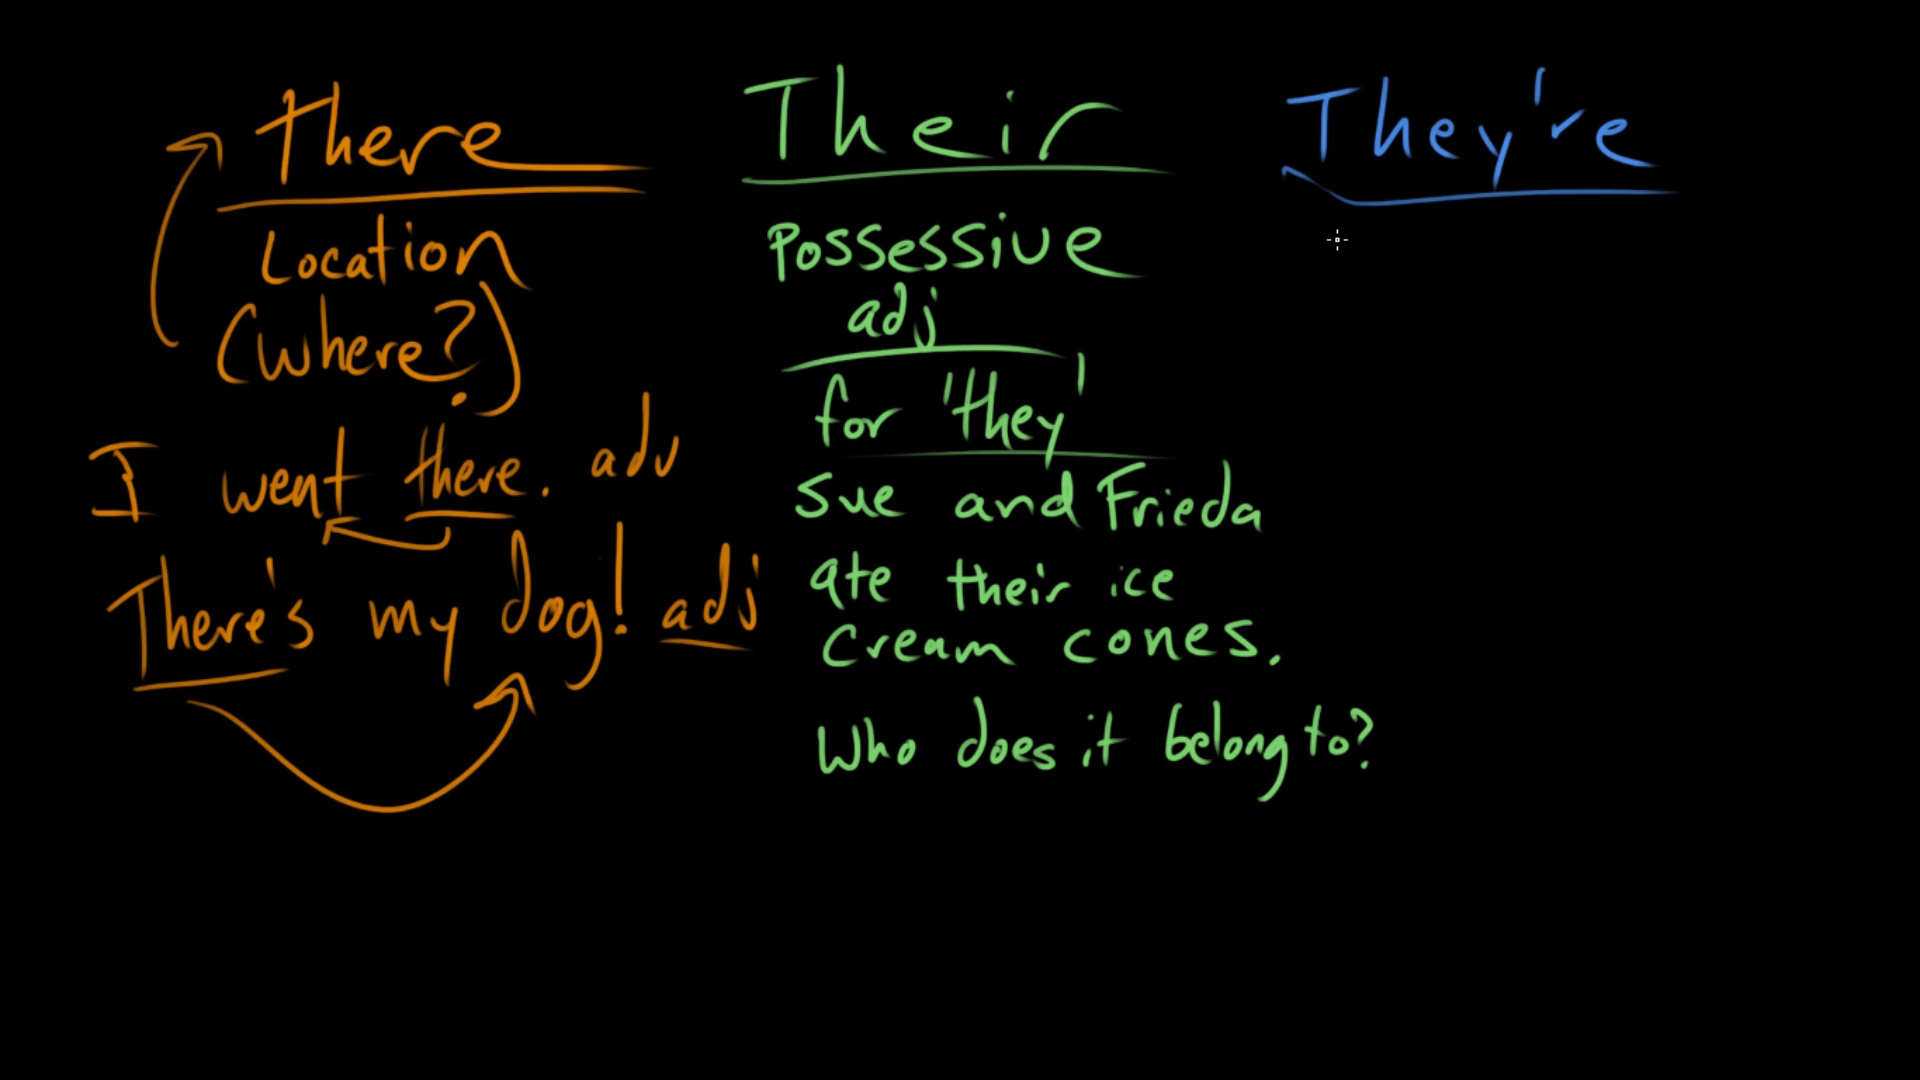 there
Location
(where?)
I went there. adv
There's my dog! adj
Their
Possessive
adj
for 'they'
Sue and Frieda
ate their ice
cream cones.
Who does it belong to?
They're